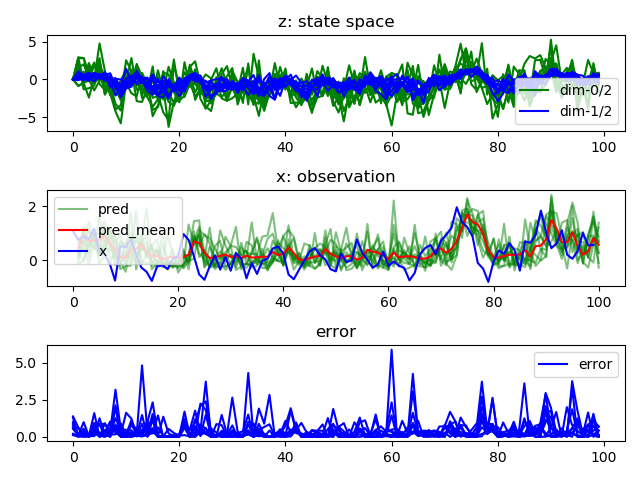 z: state space
5
0
−5
dim-0/2
dim-1/2
0 20 40 60 80 100
x: observation
2
0
pred
pred_mean
x
0 20 40 60 80 100
error
5.0
2.5
0.0
error
0 20 40 60 80 100